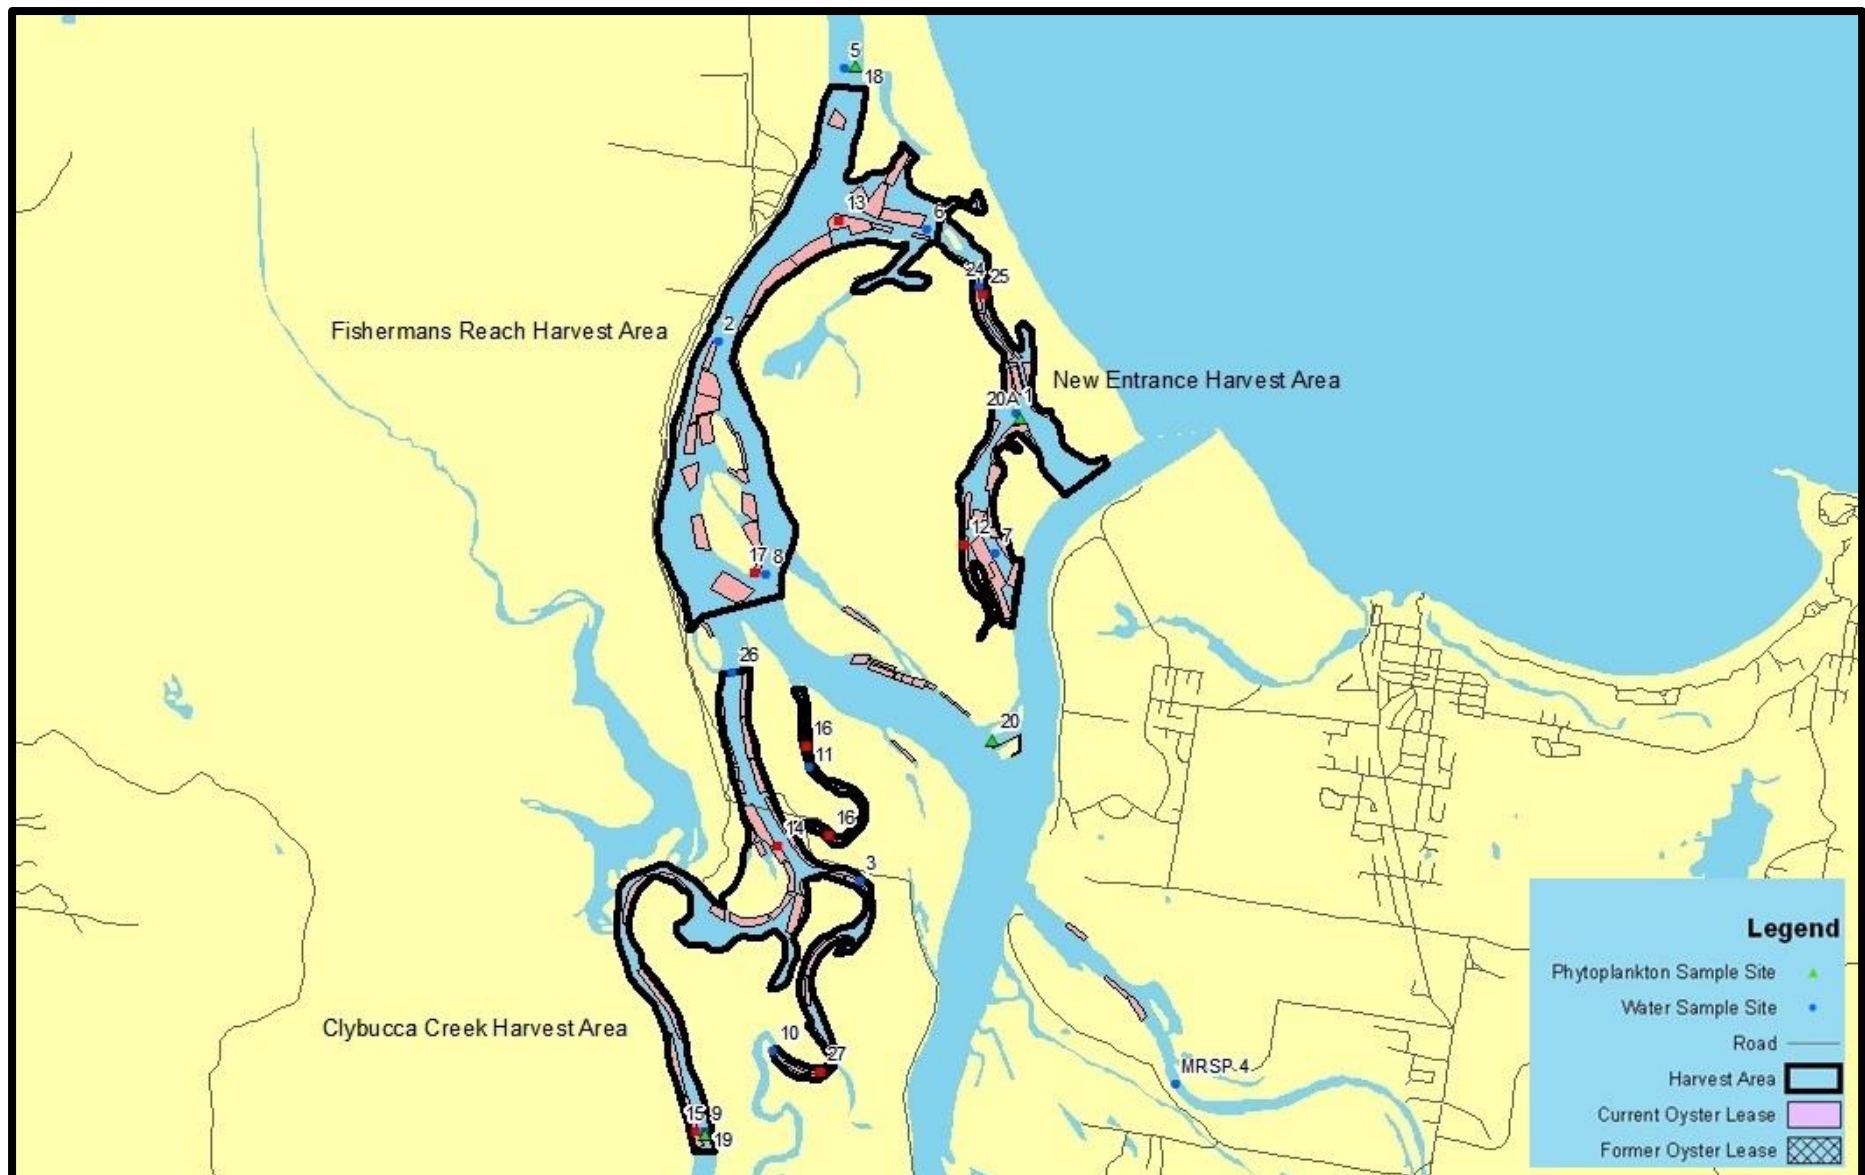 5
18
13
6
24 25
2
Fishermans Reach Harvest Area
New Entrance Harvest Area
20A 1
12 7
17 8
26
20
16
11
16
14
3
Clybucca Creek Harvest Area
10
27
MRSP 4
15 9
19
Legend
Phytoplankton Sample Site
Water Sample Site
Road
Harvest Area
Current Oyster Lease
Former Oyster Lease